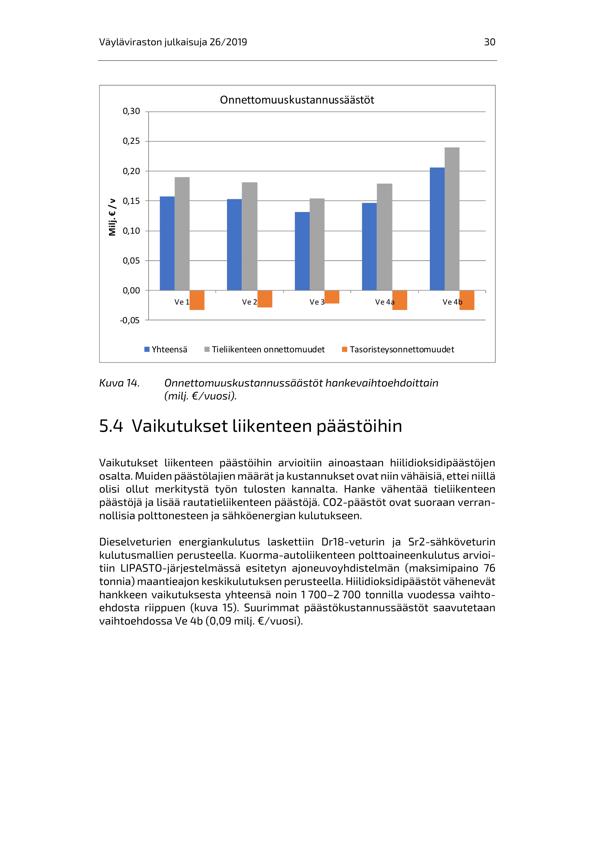 Väyläviraston julkaisuja 26/2019 30
Onnettomuuskustannussäästöt
0,30
0,25
0,20
0,15
0,10
0,05
0,00
-0,05
Milj. € / v
Ve 1 Ve 2 Ve 3 Ve 4a Ve 4b
Yhteensä Tieliikenteen onnettomuudet Tasoristeysonnettomuudet
Kuva 14. Onnettomuuskustannussäästöt hankevaihtoehdoittain
(milj. €/vuosi).
5.4 Vaikutukset liikenteen päästöihin
Vaikutukset liikenteen päästöihin arvioitiin ainoastaan hiilidioksidipäästöjen
osalta. Muiden päästölajien määrät ja kustannukset ovat niin vähäisiä, ettei niillä
olisi ollut merkitystä työn tulosten kannalta. Hanke vähentää tieliikenteen
päästöjä ja lisää rautatieliikenteen päästöjä. CO2-päästöt ovat suoraan verran-
nollisia polttonesteen ja sähköenergian kulutukseen.
Dieselveturien energiankulutus laskettiin Dr18-veturin ja Sr2-sähköveturin
kulutusmallien perusteella. Kuorma-autoliikenteen polttoaineenkulutus arvioi-
tiin LIPASTO-järjestelmässä esitetyn ajoneuvoyhdistelmän (maksimipaino 76
tonnia) maantieajon keskikulutuksen perusteella. Hiilidioksidipäästöt vähenevät
hankkeen vaikutuksesta yhteensä noin 1 700–2 700 tonnilla vuodessa vaihto-
ehdosta riippuen (kuva 15). Suurimmat päästökustannussäästöt saavutetaan
vaihtoehdossa Ve 4b (0,09 milj. €/vuosi).